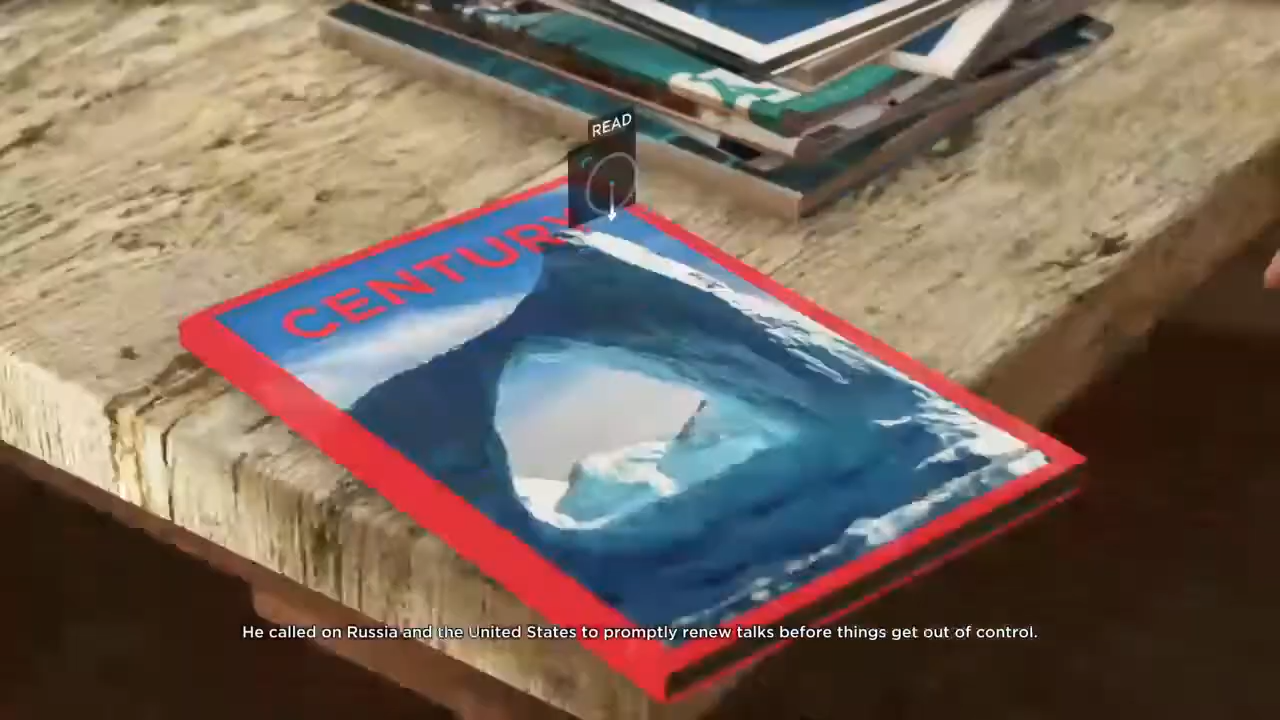 READ
CENTURY
He called on Russia and the United States to promptly renew talks before things get out of control.